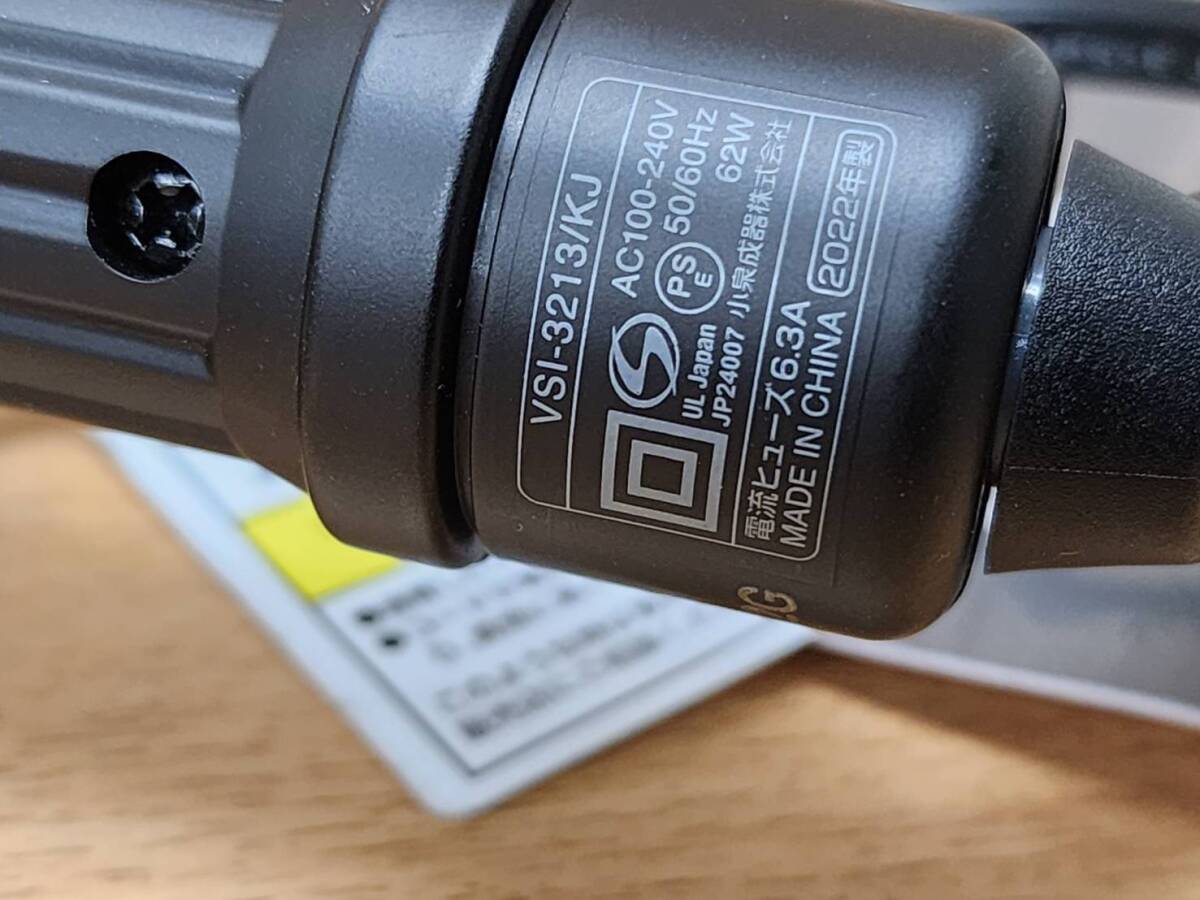 VSI-3213/KJ
AC100-240V
50/60Hz
62W
PS
E
UL Japan
JP24007 小泉成器株式会社
電流ヒューズ6.3A
MADE IN CHINA 2022年製